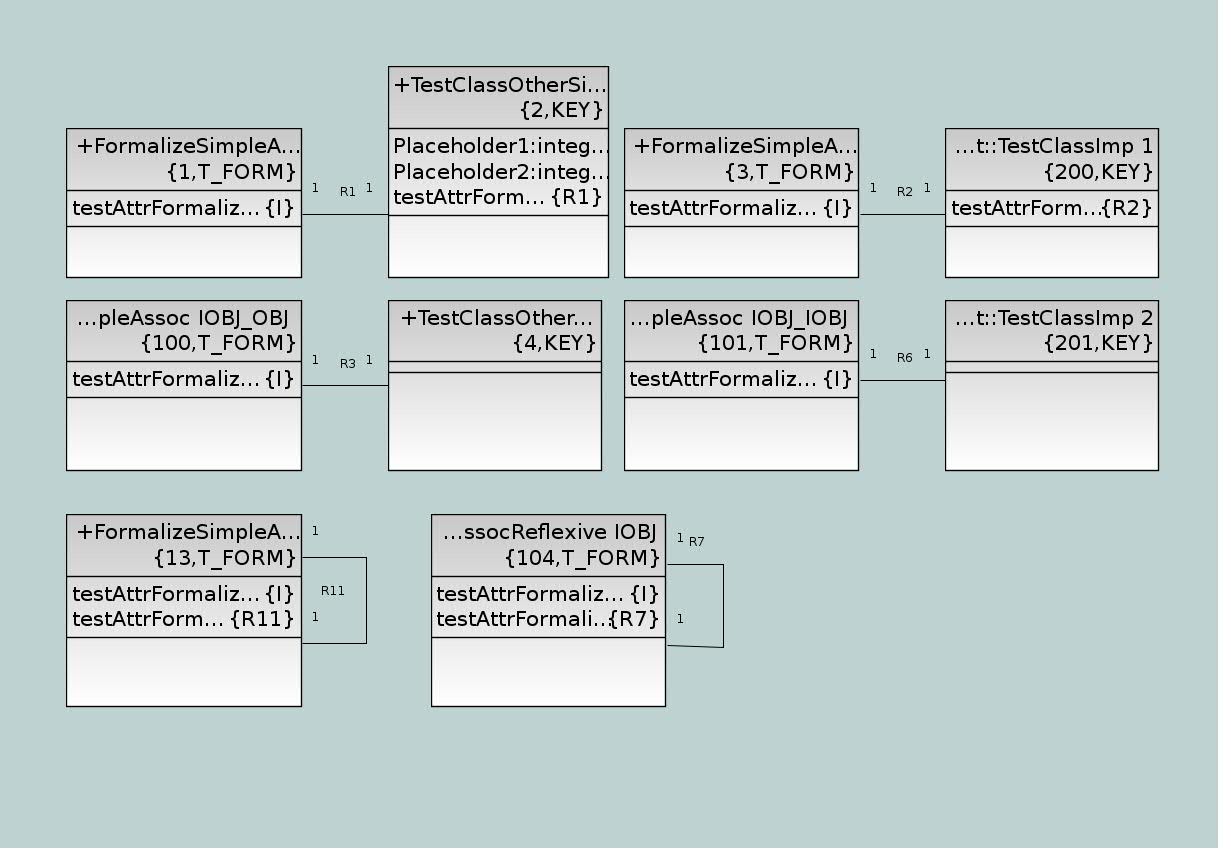 +TestClassOtherSi...
{2,KEY}
Placeholder1:integ...
Placeholder2:integ...
testAttrForm... {R1}
+FormalizeSimpleA...
{1,T_FORM}
testAttrFormaliz... {I}
1 R1 1
+FormalizeSimpleA...
{3,T_FORM}
testAttrFormaliz... {I}
1 R2 1
...t::TestClassImp 1
{200,KEY}
testAttrForm...{R2}
...pleAssoc IOBJ_OBJ
{100,T_FORM}
testAttrFormaliz... {I}
1 R3 1
+TestClassOther...
{4,KEY}
...pleAssoc IOBJ_IOBJ
{101,T_FORM}
testAttrFormaliz... {I}
1 R6 1
...t::TestClassImp 2
{201,KEY}
+FormalizeSimpleA...
{13,T_FORM}
testAttrFormaliz... {I}
testAttrForm... {R11}
1
R11
1
...ssocReflexive IOBJ
{104,T_FORM}
testAttrFormaliz... {I}
testAttrFormali...{R7}
1 R7
1